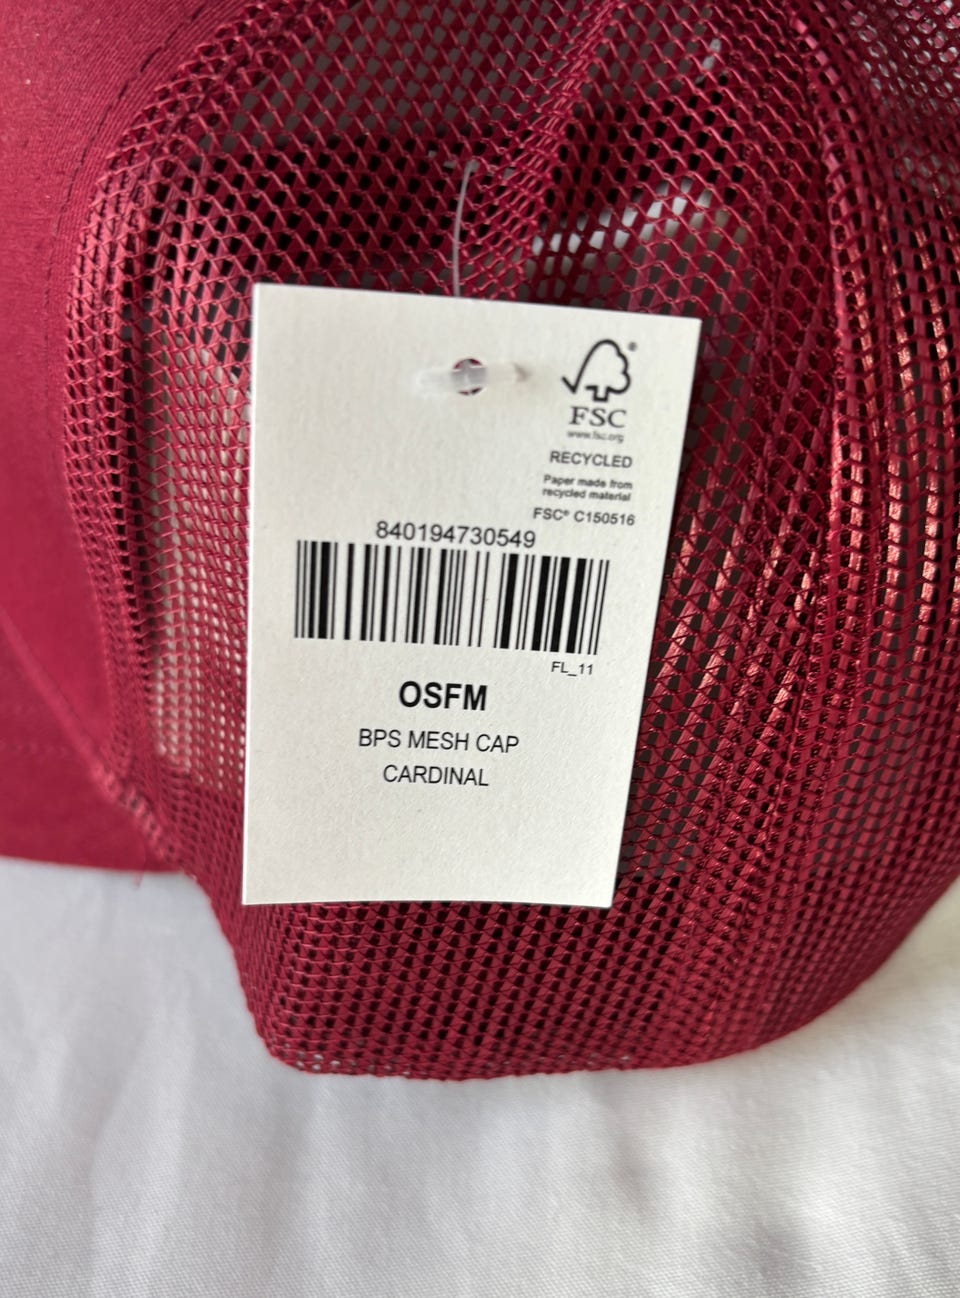 ®
FSC
www.fsc.org
RECYCLED
Paper made from
recycled material
FSC® C150516
840194730549
FL_11
OSFM
BPS MESH CAP
CARDINAL